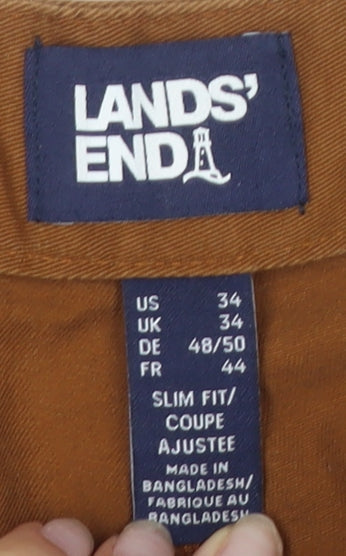 LANDS'
END
US 34
UK 34
DE 48/50
FR 44
SLIM FIT/
COUPE
AJUSTEE
MADE IN
BANGLADESH/
FABRIQUE AU
BANGLADESH